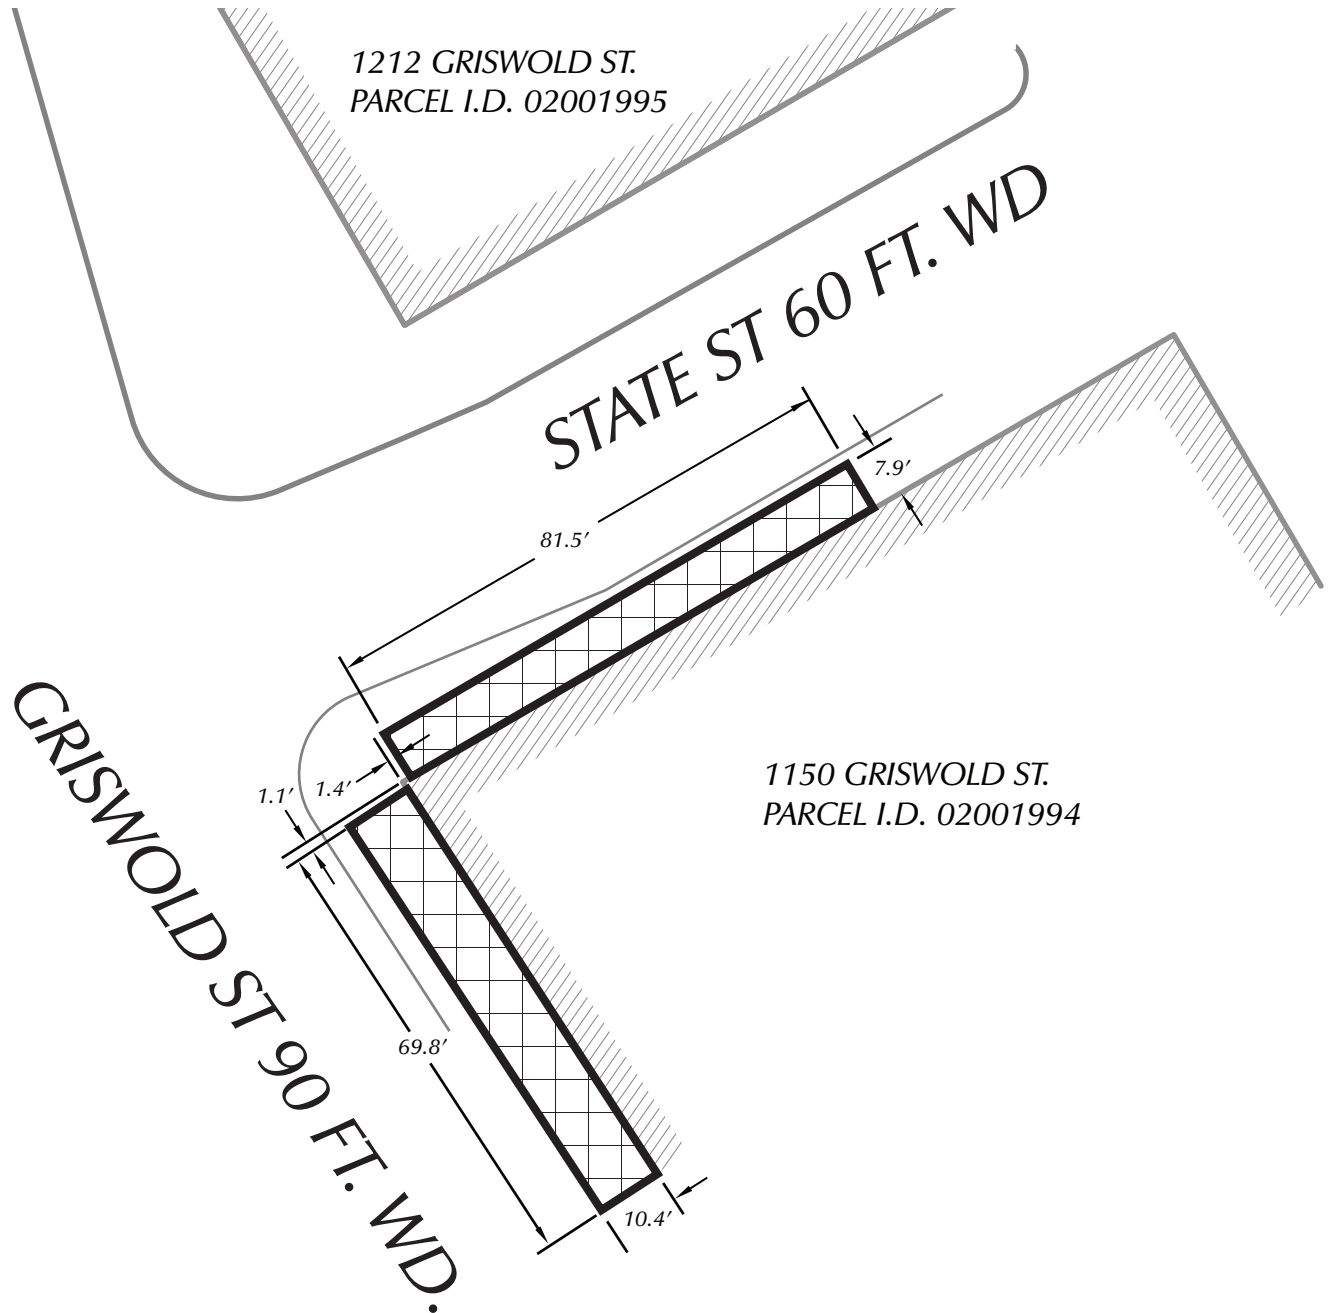 1212 GRISWOLD ST.
PARCEL I.D. 02001995
STATE ST 60 FT. WD
7.9'
81.5'
1.4'
1.1'
1150 GRISWOLD ST.
PARCEL I.D. 02001994
GRISWOLD ST 90 FT. WD.
69.8'
10.4'